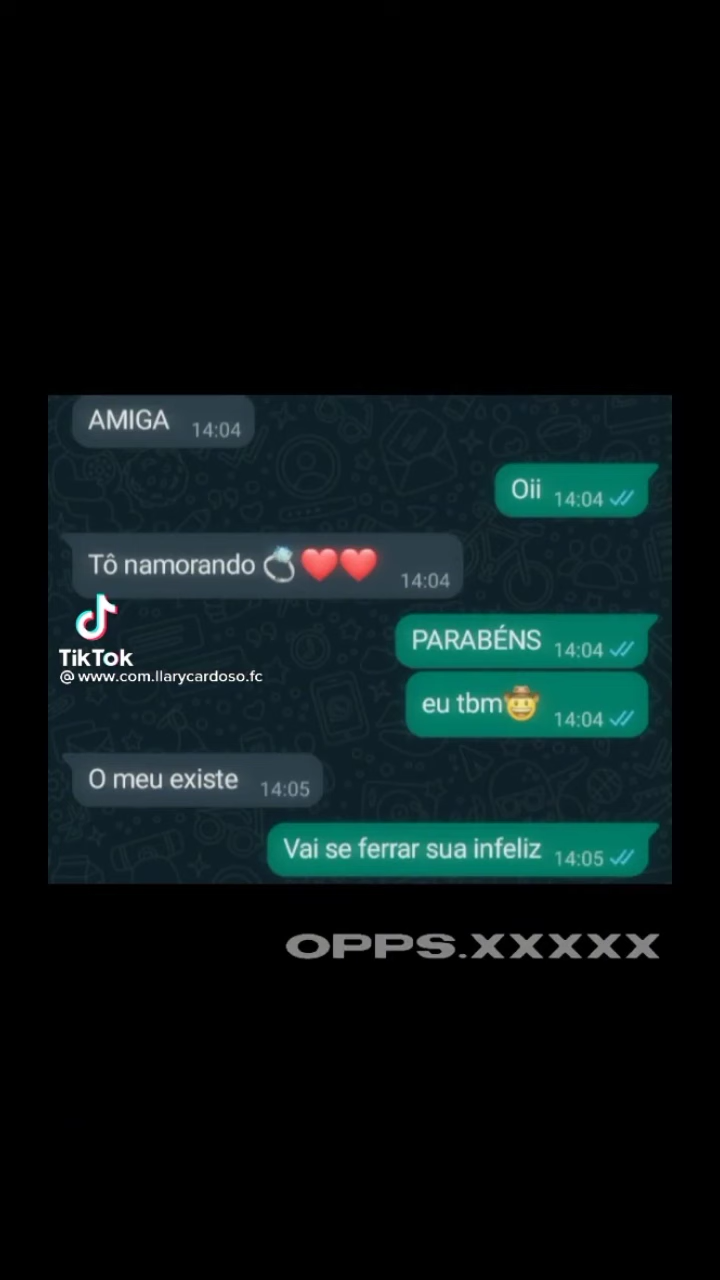 AMIGA 14:04
Oii 14:04
Tô namorando 💍❤️❤️ 14:04
PARABÉNS 14:04
eu tbm🤠 14:04
TikTok
@www.com.llarycardoso.fc
O meu existe 14:05
Vai se ferrar sua infeliz 14:05
OPPS.XXXXX